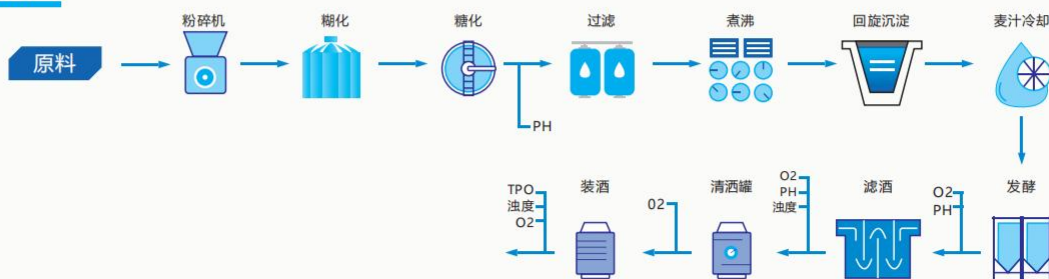 粉碎机
糊化
糖化
过滤
煮沸
回旋沉淀
麦汁冷却
原料
PH
TPO
浊度
O2
装酒
02
清洒罐
O2
PH
浊度
滤酒
O2
PH
发酵